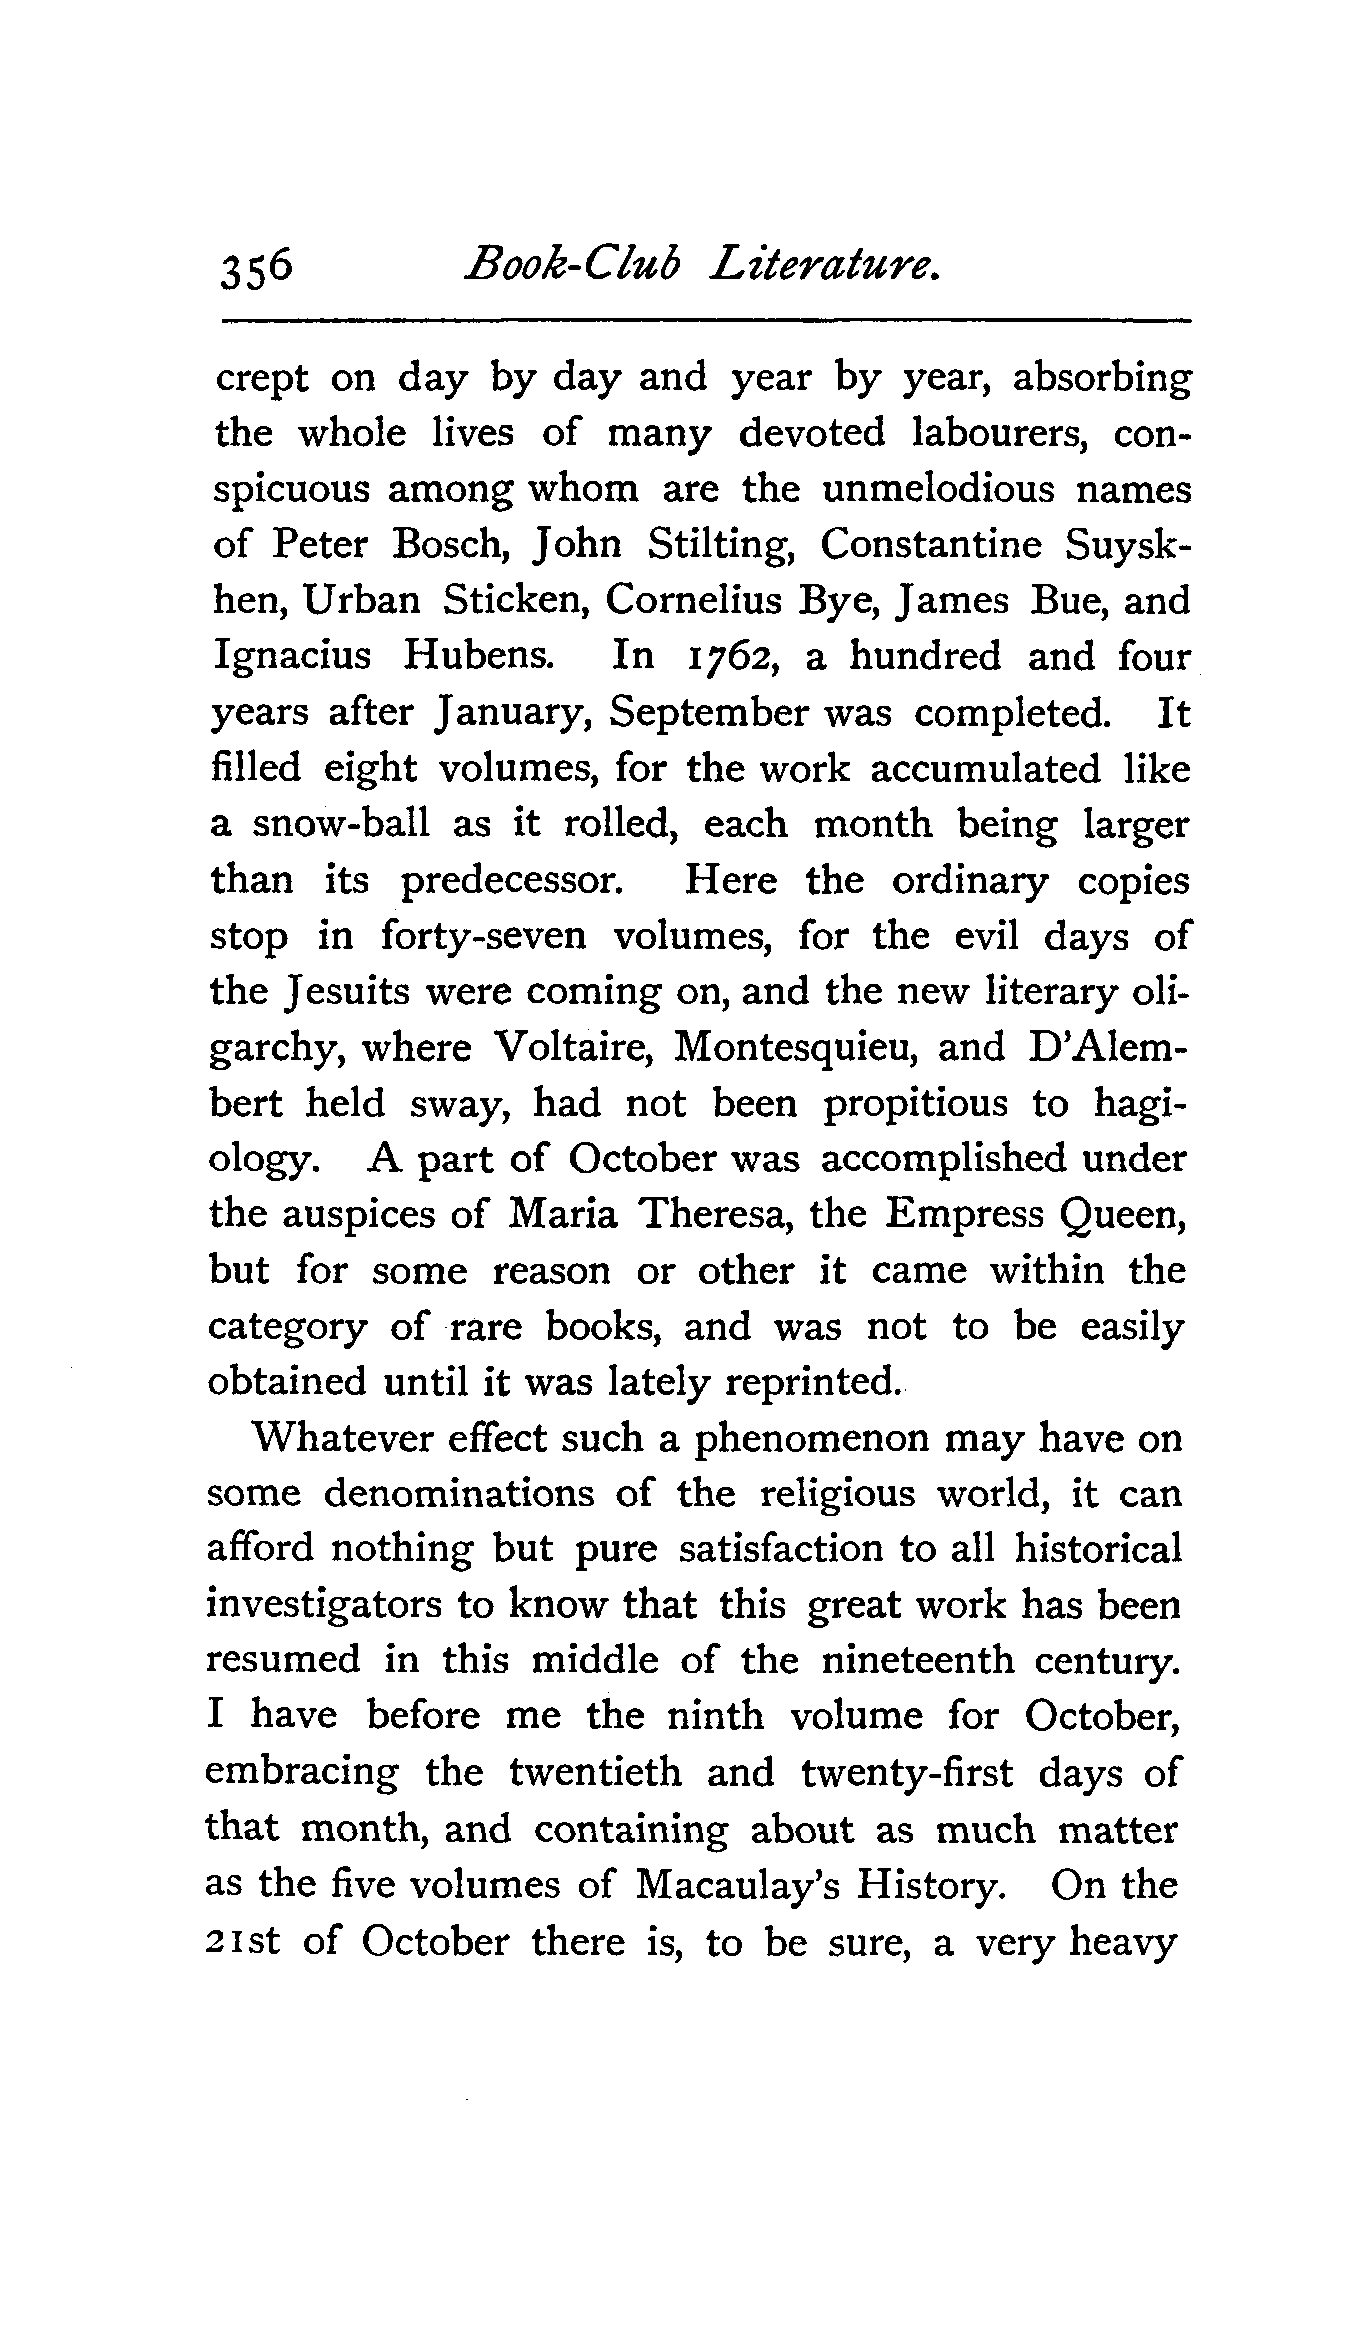 356 Book-Club Literature.
crept on day by day and year by year, absorbing
the whole lives of many devoted labourers, con-
spicuous among whom are the unmelodious names
of Peter Bosch, John Stilting, Constantine Suysk-
hen, Urban Sticken, Cornelius Bye, James Bue, and
Ignacius Hubens. In 1762, a hundred and four
years after January, September was completed. It
filled eight volumes, for the work accumulated like
a snow-ball as it rolled, each month being larger
than its predecessor. Here the ordinary copies
stop in forty-seven volumes, for the evil days of
the Jesuits were coming on, and the new literary oli-
garchy, where Voltaire, Montesquieu, and D'Alem-
bert held sway, had not been propitious to hagi-
ology. A part of October was accomplished under
the auspices of Maria Theresa, the Empress Queen,
but for some reason or other it came within the
category of rare books, and was not to be easily
obtained until it was lately reprinted.
Whatever effect such a phenomenon may have on
some denominations of the religious world, it can
afford nothing but pure satisfaction to all historical
investigators to know that this great work has been
resumed in this middle of the nineteenth century.
I have before me the ninth volume for October,
embracing the twentieth and twenty-first days of
that month, and containing about as much matter
as the five volumes of Macaulay's History. On the
21st of October there is, to be sure, a very heavy